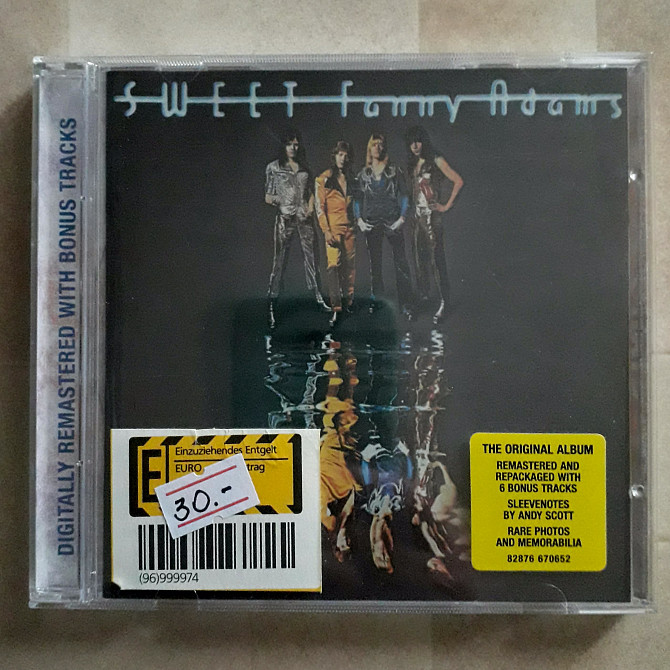 SWEET Fanny Adams
DIGITALLY REMASTERED WITH BONUS TRACKS
E
Einzuziehendes Entgelt
EURO
trag
30.-
(96)999974
THE ORIGINAL ALBUM
REMASTERED AND
REPACKAGED WITH
6 BONUS TRACKS
SLEEVENOTES
BY ANDY SCOTT
RARE PHOTOS
AND MEMORABILIA
82876 670652